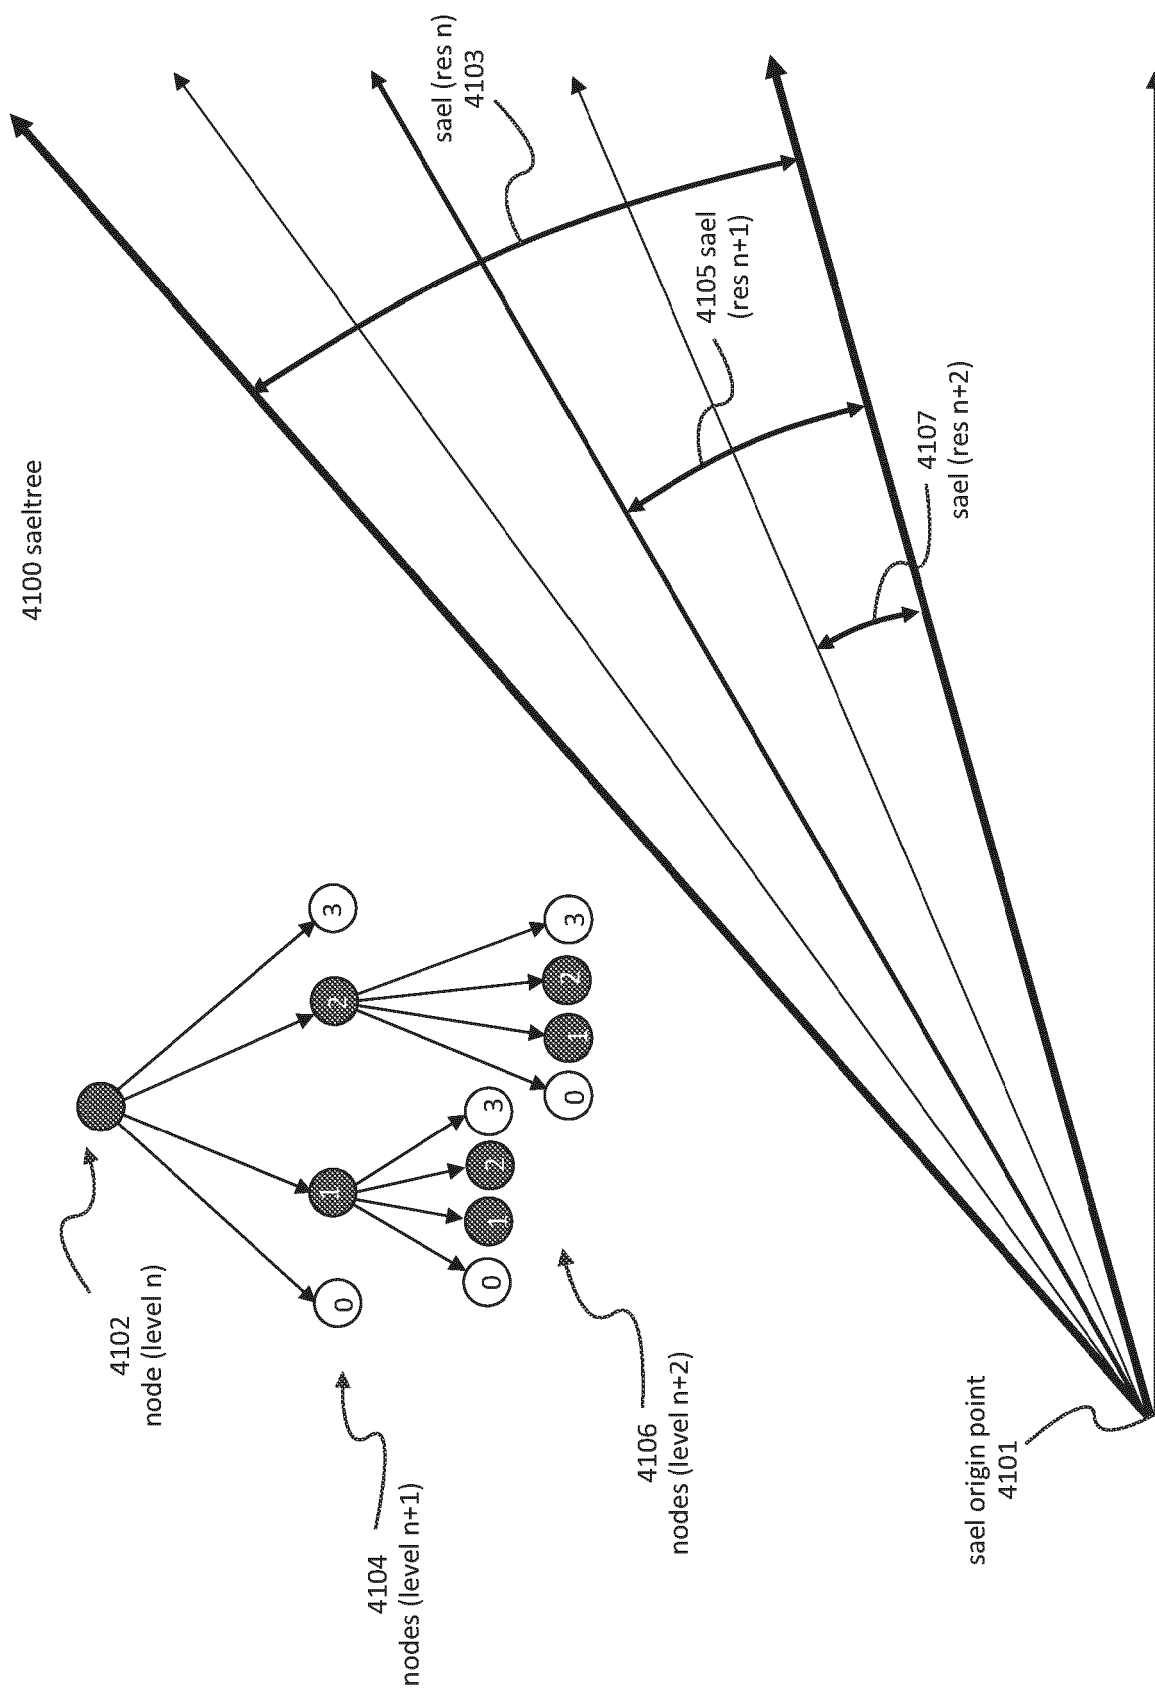 4100 saeltree
4102
node (level n)
0
1
2
3
0
1
2
3
0
1
2
3
4104
nodes (level n+1)
4106
nodes (level n+2)
sael (res n)
4103
4105 sael
(res n+1)
4107
sael (res n+2)
sael origin point
4101